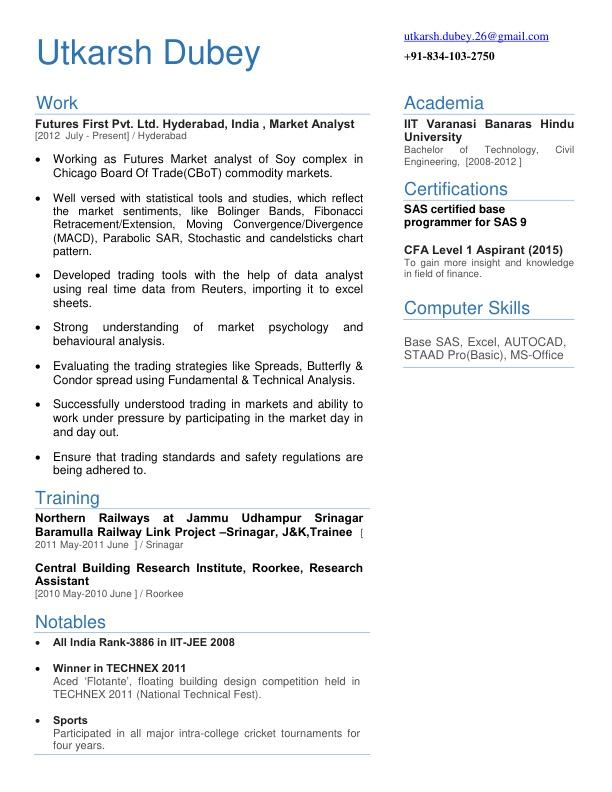 Utkarsh Dubey
utkarsh.dubey.26@gmail.com
+91-834-103-2750
Work
Futures First Pvt. Ltd. Hyderabad, India , Market Analyst
[2012 July - Present] / Hyderabad
• Working as Futures Market analyst of Soy complex in
Chicago Board Of Trade(CBoT) commodity markets.
• Well versed with statistical tools and studies, which reflect
the market sentiments, like Bolinger Bands, Fibonacci
Retracement/Extension, Moving Convergence/Divergence
(MACD), Parabolic SAR, Stochastic and candelsticks chart
pattern.
• Developed trading tools with the help of data analyst
using real time data from Reuters, importing it to excel
sheets.
• Strong understanding of market psychology and
behavioural analysis.
• Evaluating the trading strategies like Spreads, Butterfly &
Condor spread using Fundamental & Technical Analysis.
• Successfully understood trading in markets and ability to
work under pressure by participating in the market day in
and day out.
• Ensure that trading standards and safety regulations are
being adhered to.
Training
Northern Railways at Jammu Udhampur Srinagar
Baramulla Railway Link Project –Srinagar, J&K,Trainee [
2011 May-2011 June ] / Srinagar
Central Building Research Institute, Roorkee, Research
Assistant
[2010 May-2010 June ] / Roorkee
Notables
• All India Rank-3886 in IIT-JEE 2008
• Winner in TECHNEX 2011
Aced ‘Flotante’, floating building design competition held in
TECHNEX 2011 (National Technical Fest).
• Sports
Participated in all major intra-college cricket tournaments for
four years.
Academia
IIT Varanasi Banaras Hindu
University
Bachelor of Technology, Civil
Engineering, [2008-2012 ]
Certifications
SAS certified base
programmer for SAS 9
CFA Level 1 Aspirant (2015)
To gain more insight and knowledge
in field of finance.
Computer Skills
Base SAS, Excel, AUTOCAD,
STAAD Pro(Basic), MS-Office